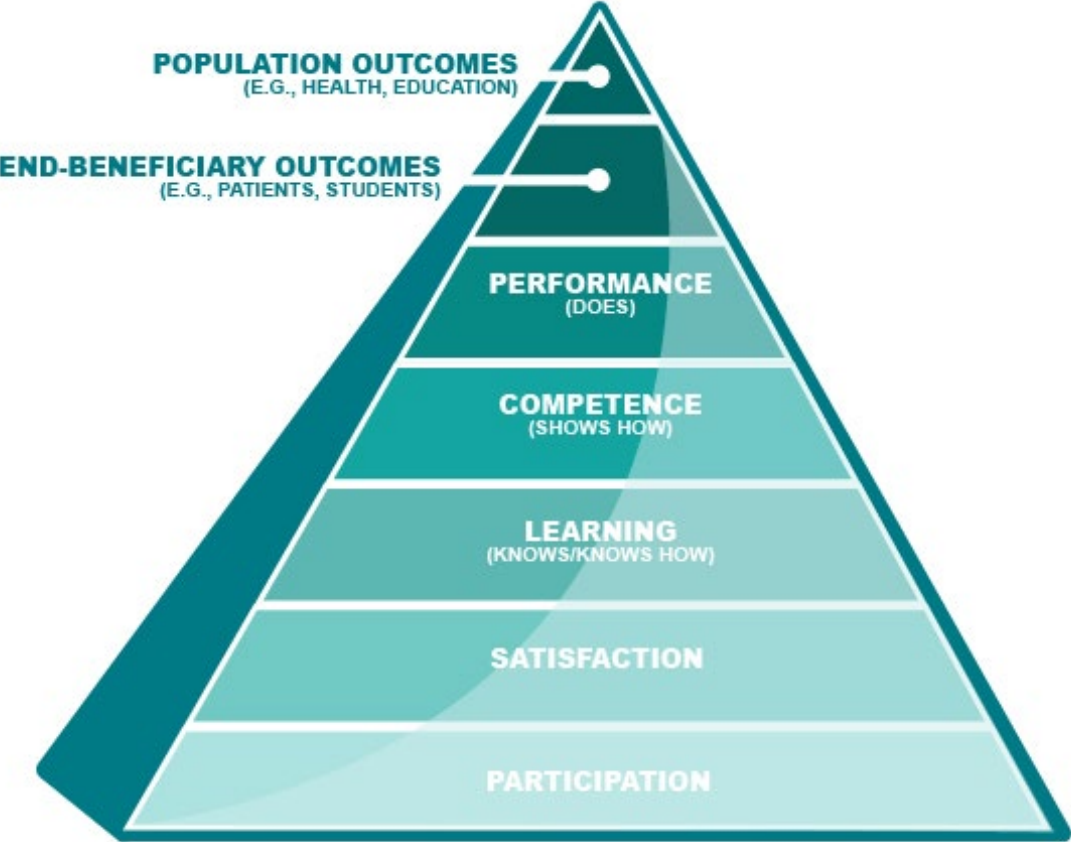 POPULATION OUTCOMES
(E.G., HEALTH, EDUCATION)
END-BENEFICIARY OUTCOMES
(E.G., PATIENTS, STUDENTS)
PERFORMANCE
(DOES)
COMPETENCE
(SHOWS HOW)
LEARNING
(KNOWS/KNOWS HOW)
SATISFACTION
PARTICIPATION